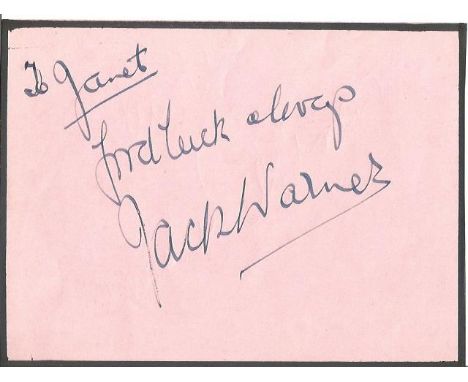 To Janet
Good luck always
Jack Warner